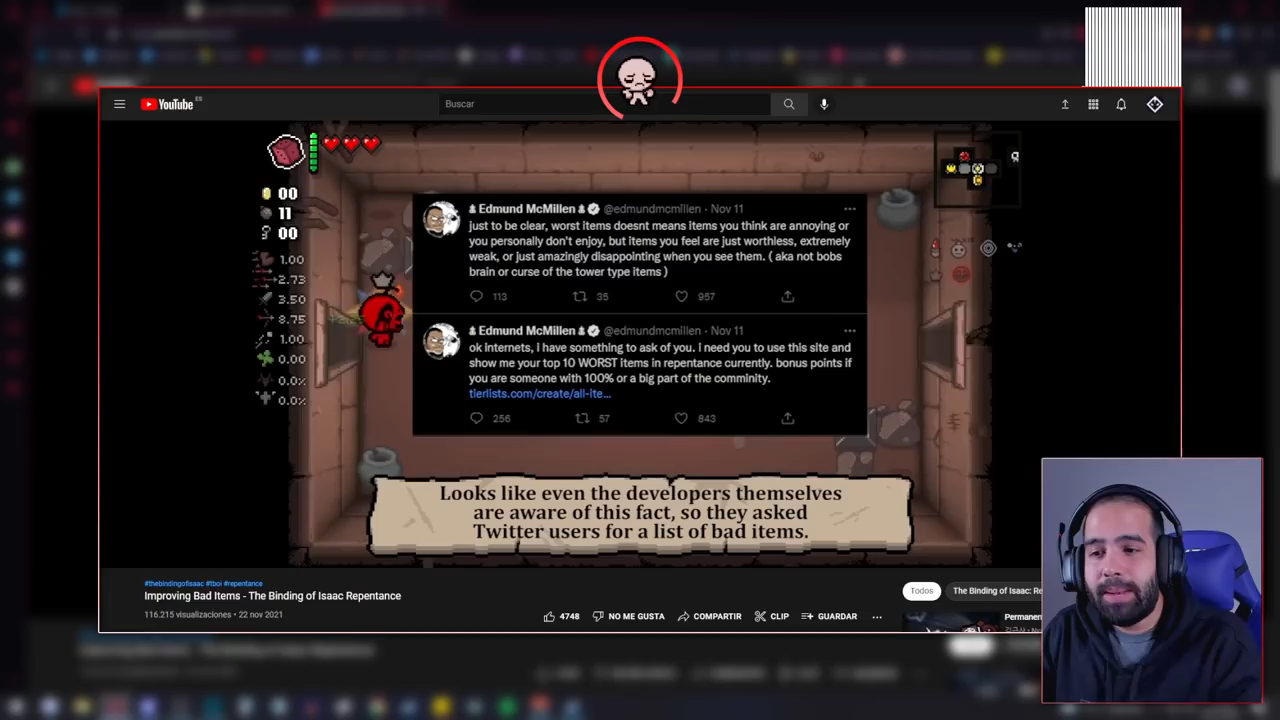 YouTube ES
Buscar
00
11
00
1.00
2.73
3.50
8.75
1.00
0.00
0.0%
0.0%
Edmund McMillen @edmundmcmillen · Nov 11
just to be clear, worst items doesnt means items you think are annoying or
you personally don't enjoy, but items you feel are just worthless, extremely
weak, or just amazingly disappointing when you see them. ( aka not bobs
brain or curse of the tower type items )
113 35 957
Edmund McMillen @edmundmcmillen · Nov 11
ok internets, i have something to ask of you. i need you to use this site and
show me your top 10 WORST items in repentance currently. bonus points if
you are someone with 100% or a big part of the comminity.
tierlists.com/create/all-ite...
256 57 843
Looks like even the developers themselves
are aware of this fact, so they asked
Twitter users for a list of bad items.
#thebindingofisaac #tboi #repentance
Improving Bad Items - The Binding of Isaac Repentance
116.215 visualizaciones · 22 nov 2021
4748 NO ME GUSTA COMPARTIR CLIP GUARDAR
Todos
The Binding of Isaac: Re
Permanen